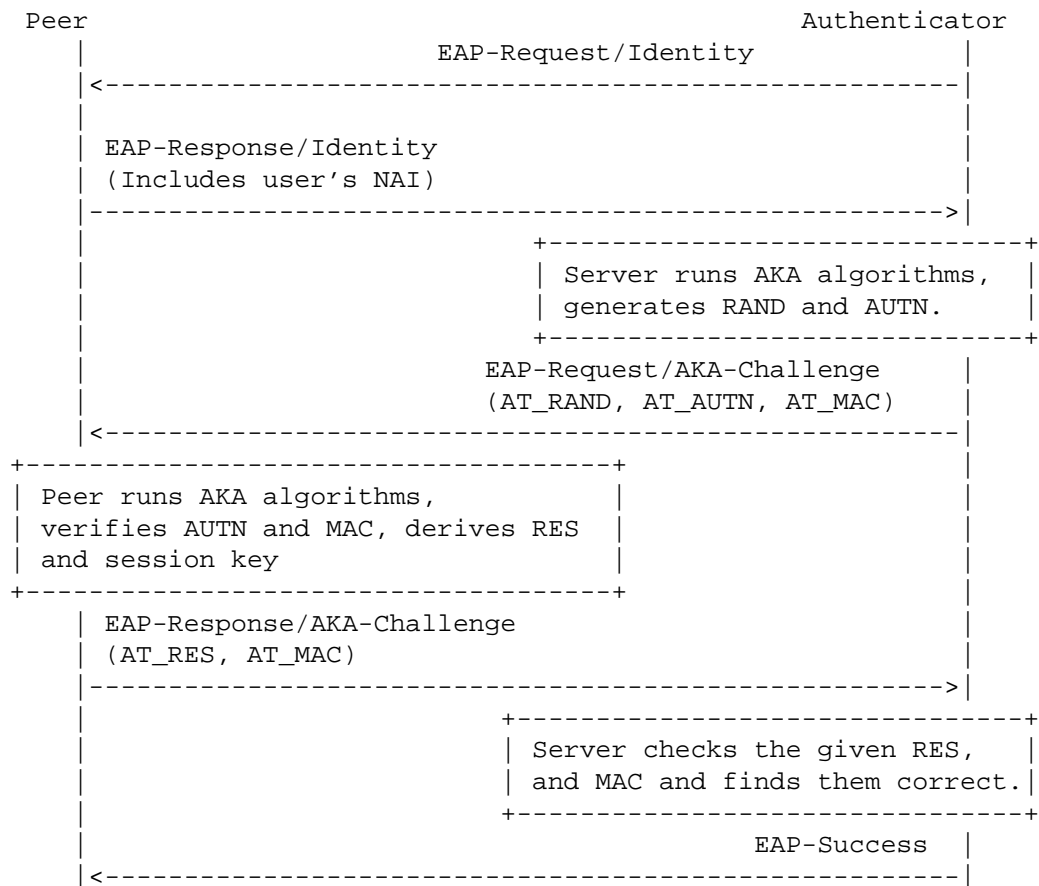 Peer Authenticator
EAP-Request/Identity
EAP-Response/Identity
(Includes user's NAI)
Server runs AKA algorithms,
generates RAND and AUTN.
EAP-Request/AKA-Challenge
(AT_RAND, AT_AUTN, AT_MAC)
Peer runs AKA algorithms,
verifies AUTN and MAC, derives RES
and session key
EAP-Response/AKA-Challenge
(AT_RES, AT_MAC)
Server checks the given RES,
and MAC and finds them correct.
EAP-Success